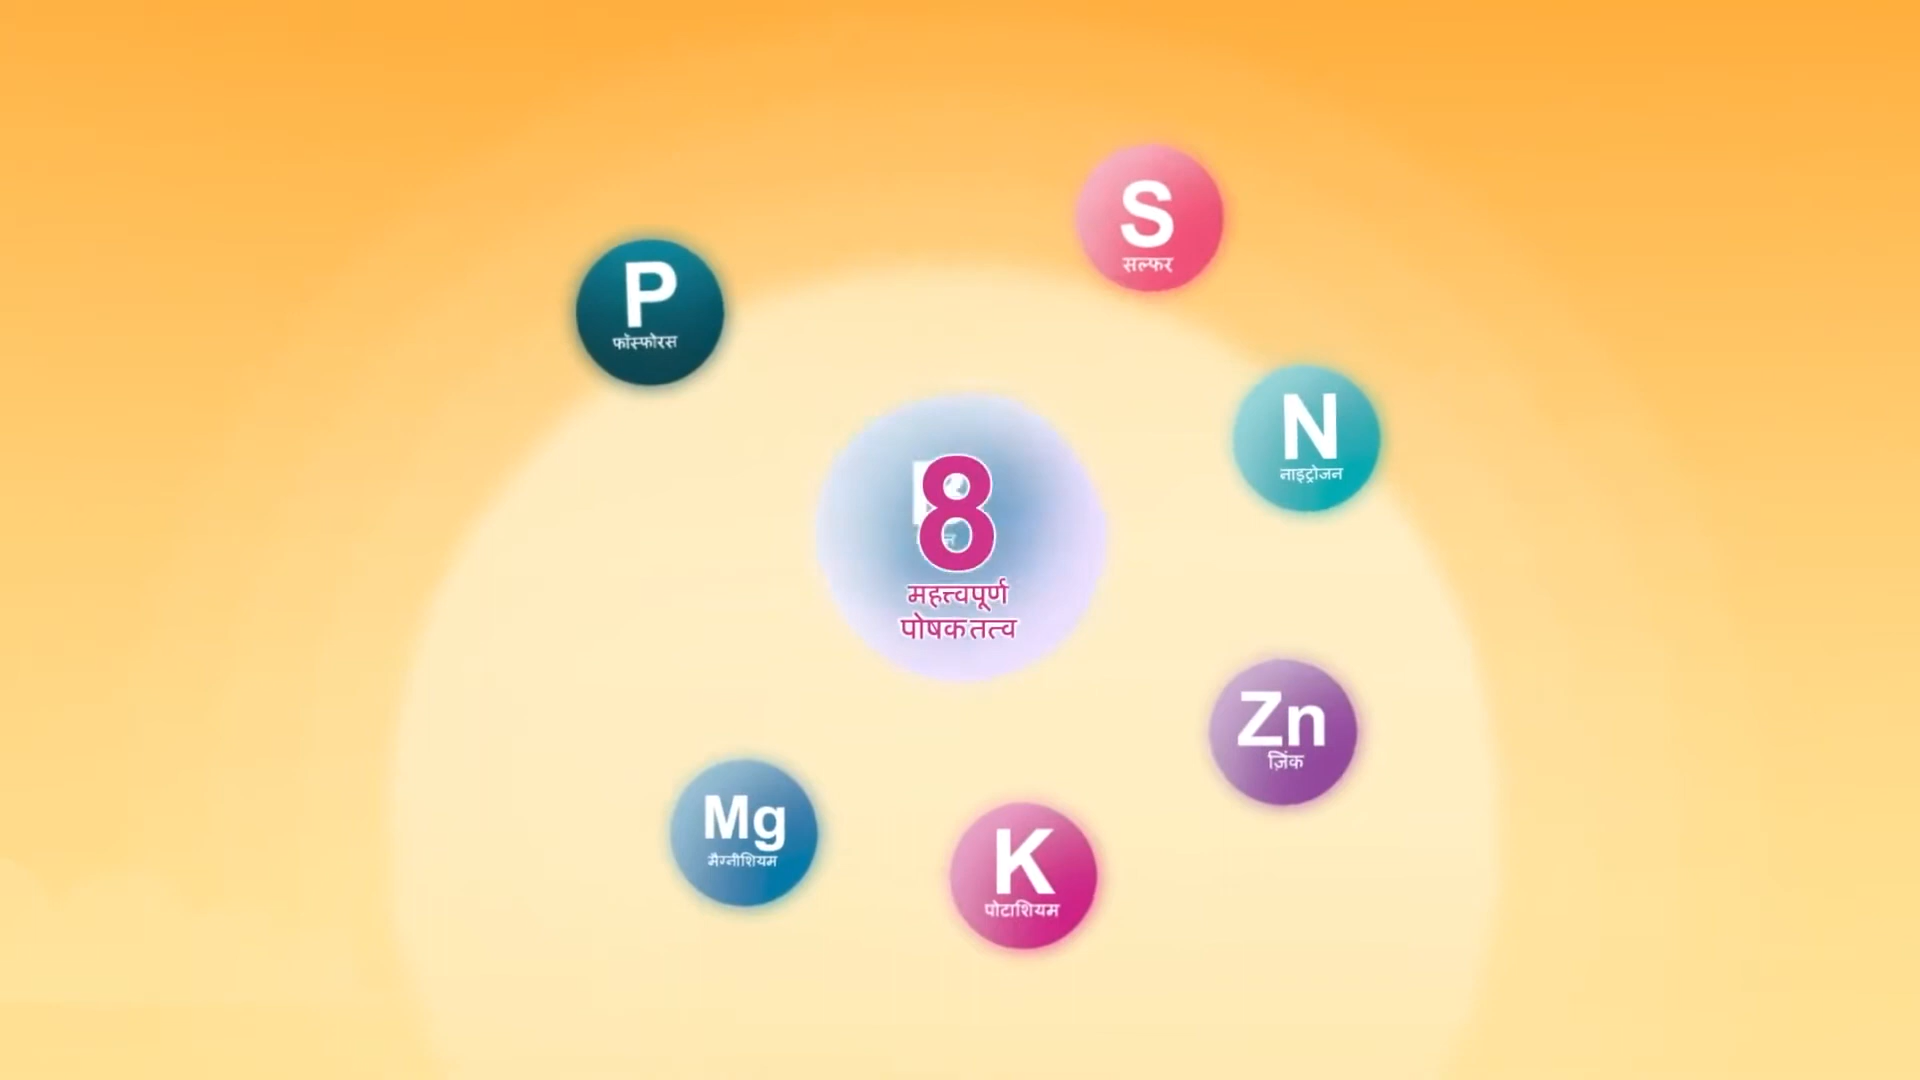 S
सल्फर
P
फॉस्फोरस
N
नाइट्रोजन
8
महत्त्वपूर्ण
पोषक तत्व
Zn
ज़िंक
Mg
मैग्नीशियम
K
पोटाशियम